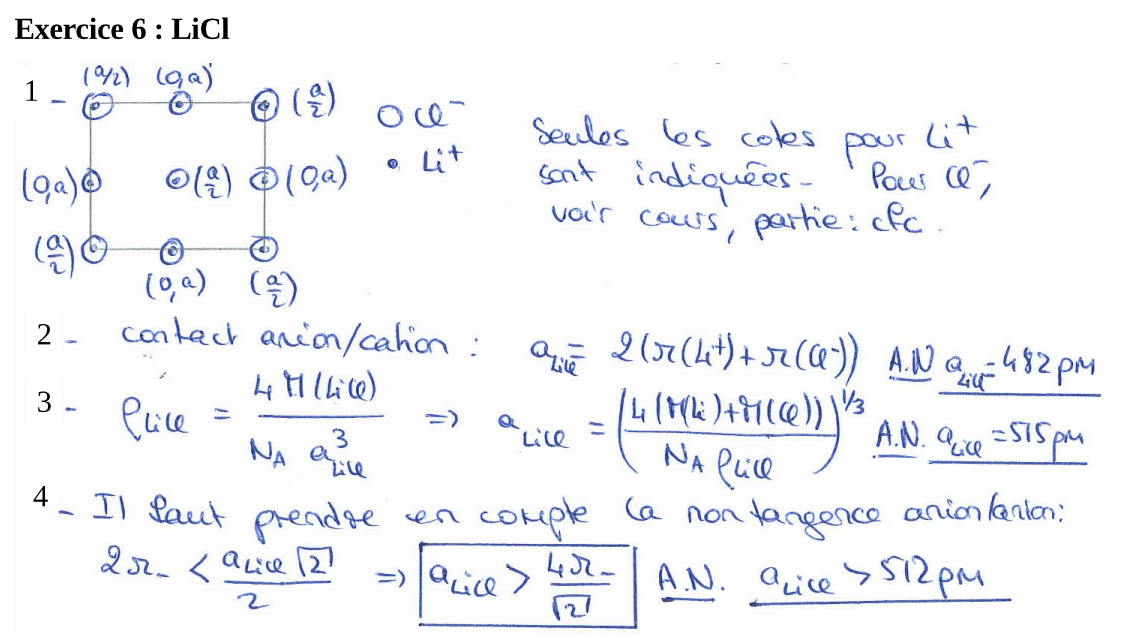 Exercice 6 : LiCl
1 - (a/2) (0,a) (a/2) O Cl⁻ Seules les cotes pour Li⁺
(0,a) (a/2) (0,a) • Li⁺ sont indiquées - Pour Cl⁻,
voir cours, partie : cfc.
(a/2) (0,a) (a/2)
2 - contact anion/cation : a_LiCl = 2(r(Li⁺)+r(Cl⁻)) A.N a_LiCl = 482 pm
3 - ρ_LiCl = 4 M(LiCl) / (N_A a³_LiCl) => a_LiCl = (4(M(Li)+M(Cl)) / (N_A ρ_LiCl))^1/3 A.N. a_LiCl = 515 pm
4 - Il faut prendre en compte la non tangence anion/anion :
2r₋ < a_LiCl √2 / 2 => a_LiCl > 4r₋ / √2 A.N. a_LiCl > 512 pm